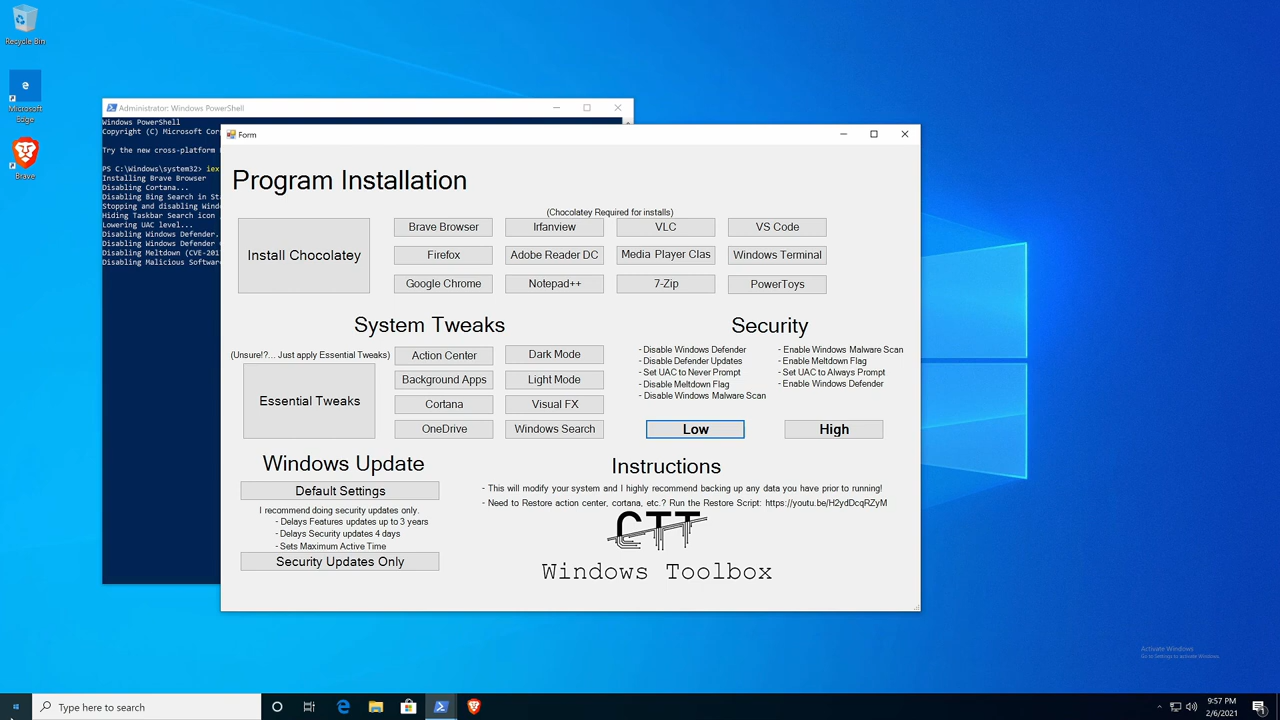 Recycle Bin
Microsoft
Edge
Brave
Administrator: Windows PowerShell
Windows PowerShell
Copyright (C) Microsoft Cor
Try the new cross-platform
PS C:\Windows\system32> iex
Installing Brave Browser
Disabling Cortana...
Disabling Bing Search in Sta
Stopping and disabling Wind
Hiding Taskbar Search icon
Lowering UAC level...
Disabling Windows Defender.
Disabling Windows Defender
Disabling Meltdown (CVE-201
Disabling Malicious Softwar
Form
Program Installation
(Chocolatey Required for installs)
Install Chocolatey
Brave Browser
Irfanview
VLC
VS Code
Firefox
Adobe Reader DC
Media Player Clas
Windows Terminal
Google Chrome
Notepad++
7-Zip
PowerToys
System Tweaks
(Unsure!?... Just apply Essential Tweaks)
Essential Tweaks
Action Center
Dark Mode
Background Apps
Light Mode
Cortana
Visual FX
OneDrive
Windows Search
Security
- Disable Windows Defender
- Disable Defender Updates
- Set UAC to Never Prompt
- Disable Meltdown Flag
- Disable Windows Malware Scan
- Enable Windows Malware Scan
- Enable Meltdown Flag
- Set UAC to Always Prompt
- Enable Windows Defender
Low
High
Windows Update
Default Settings
I recommend doing security updates only.
- Delays Features updates up to 3 years
- Delays Security updates 4 days
- Sets Maximum Active Time
Security Updates Only
Instructions
- This will modify your system and I highly recommend backing up any data you have prior to running!
- Need to Restore action center, cortana, etc.? Run the Restore Script: https://youtu.be/H2ydDcqRZyM
CTT
Windows Toolbox
Activate Windows
Go to Settings to activate Windows.
Type here to search
9:57 PM
2/6/2021
1